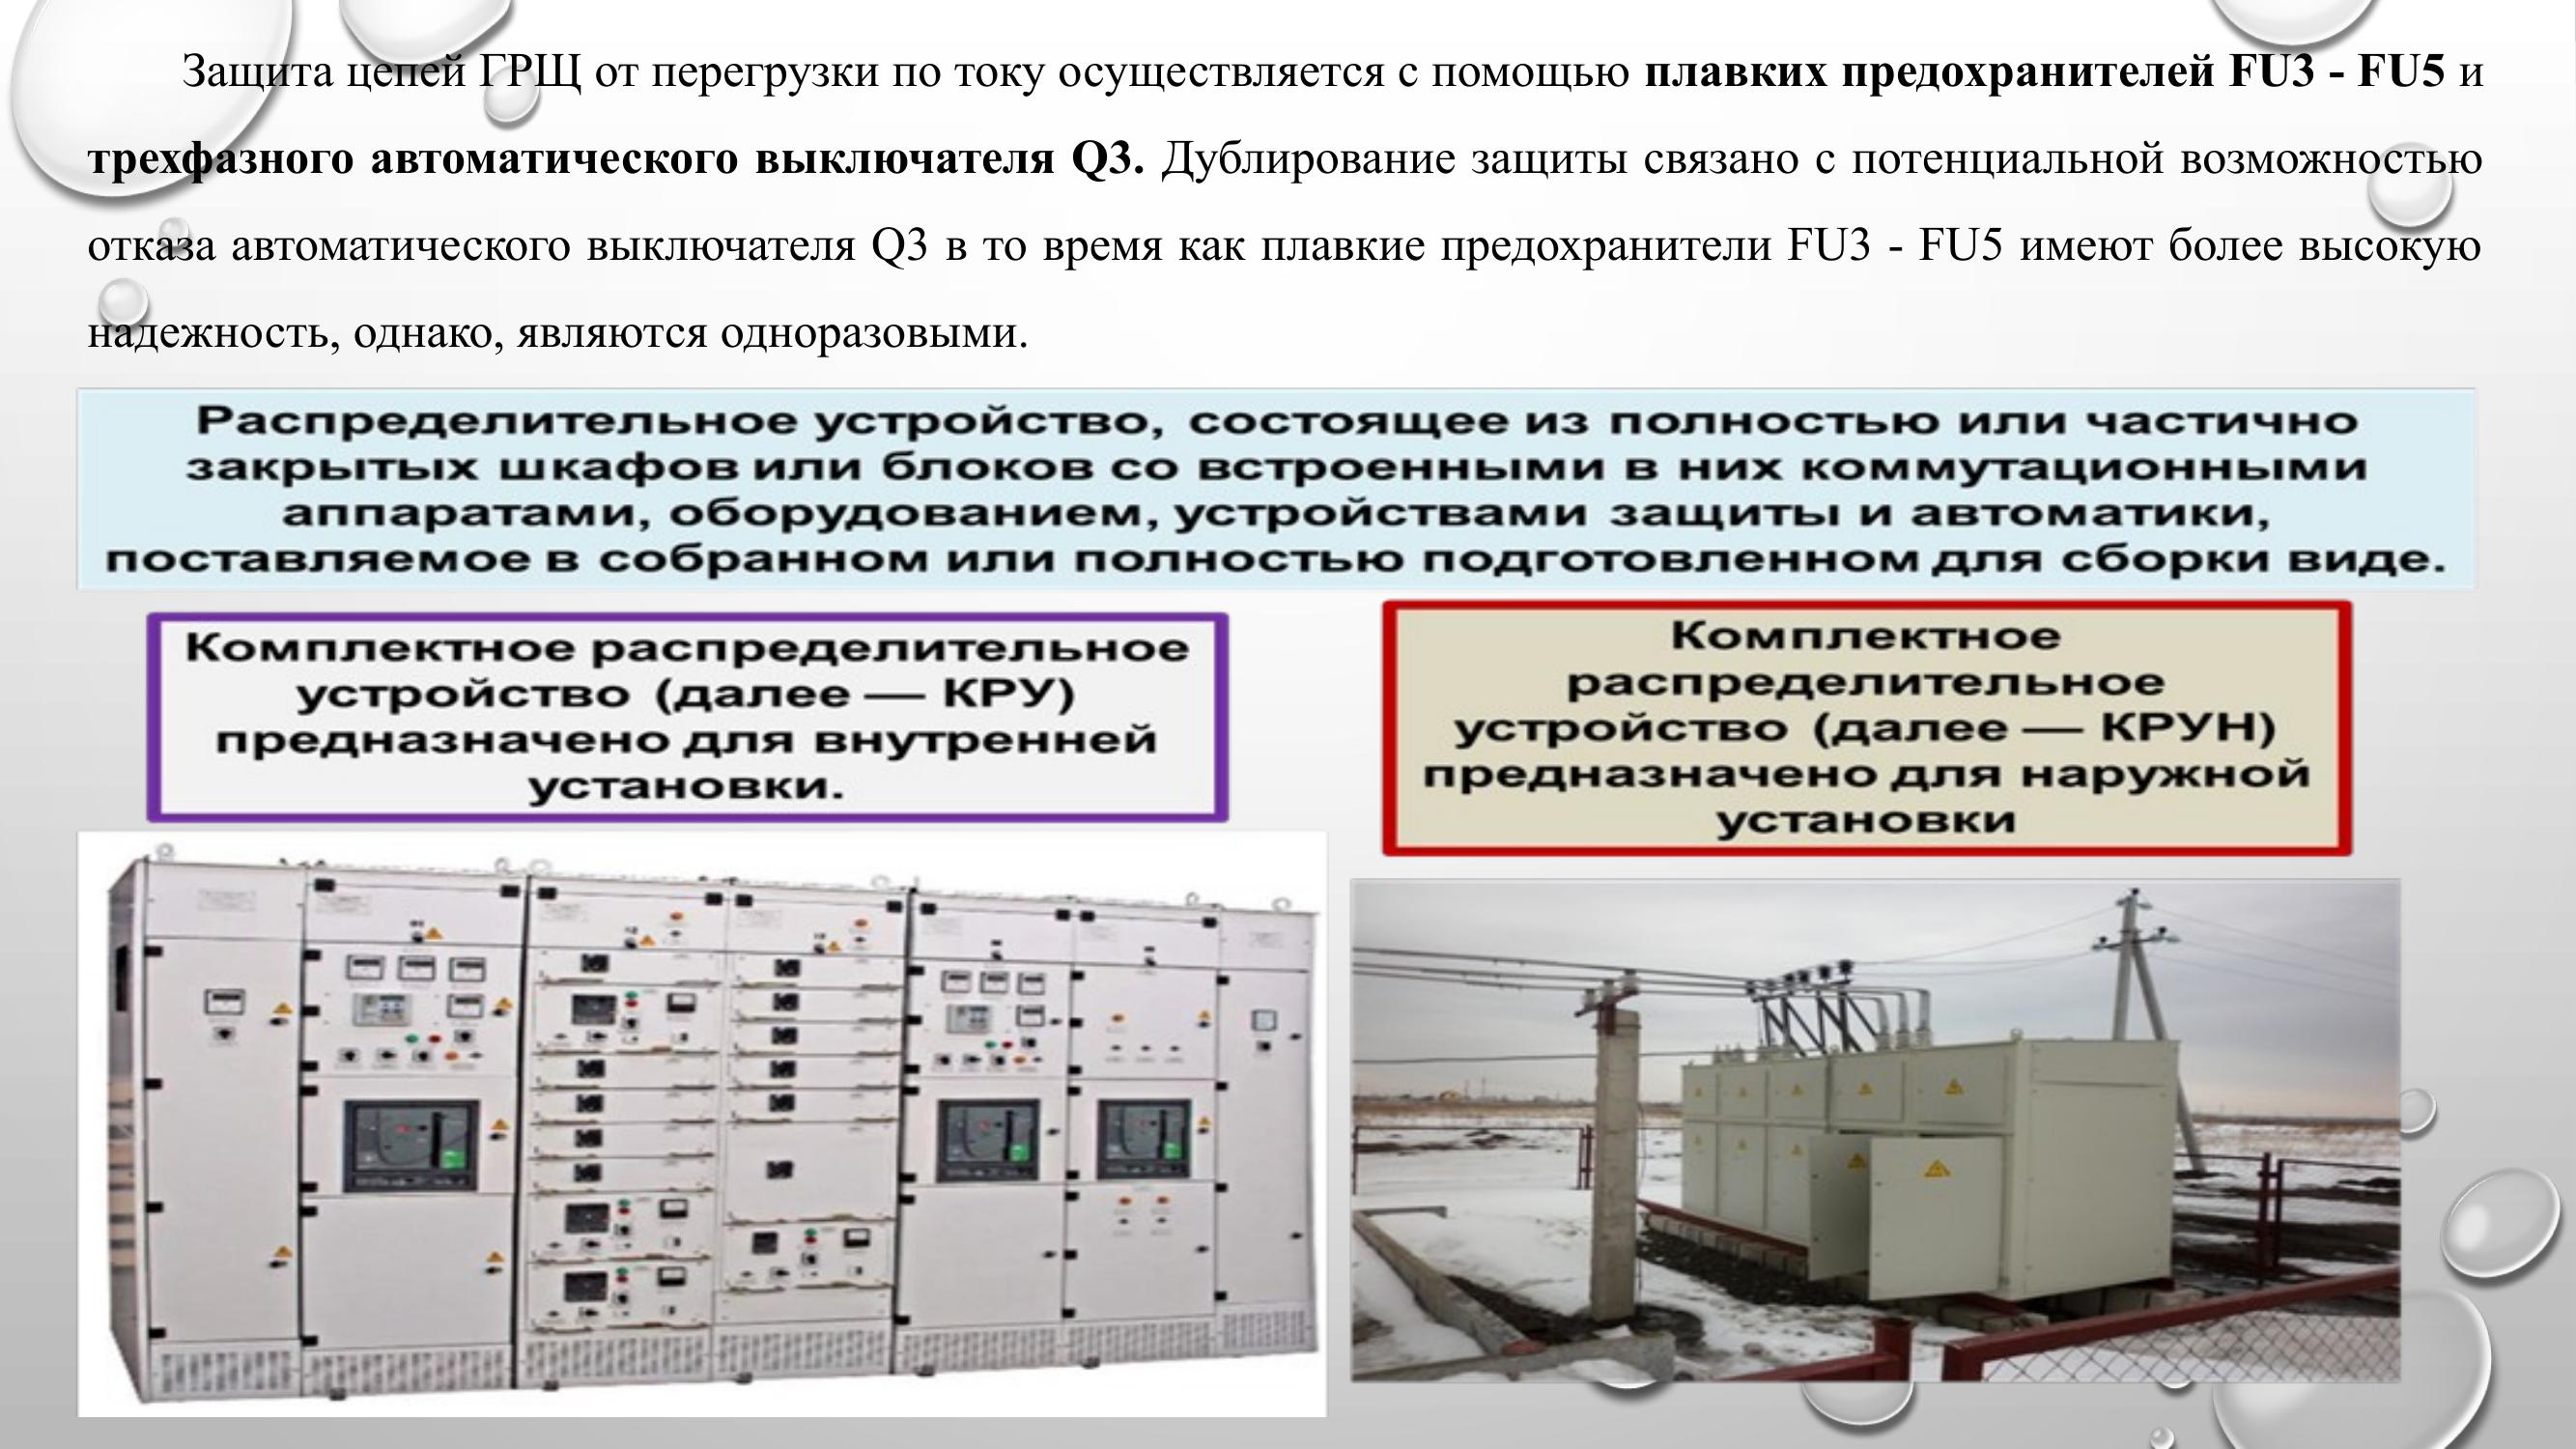 Защита цепей ГРЩ от перегрузки по току осуществляется с помощью плавких предохранителей FU3 - FU5 и
трехфазного автоматического выключателя Q3. Дублирование защиты связано с потенциальной возможностью
отказа автоматического выключателя Q3 в то время как плавкие предохранители FU3 - FU5 имеют более высокую
надежность, однако, являются одноразовыми.
Распределительное устройство, состоящее из полностью или частично
закрытых шкафов или блоков со встроенными в них коммутационными
аппаратами, оборудованием, устройствами защиты и автоматики,
поставляемое в собранном или полностью подготовленном для сборки виде.
Комплектное распределительное
устройство (далее — КРУ)
предназначено для внутренней
установки.
Комплектное
распределительное
устройство (далее — КРУН)
предназначено для наружной
установки